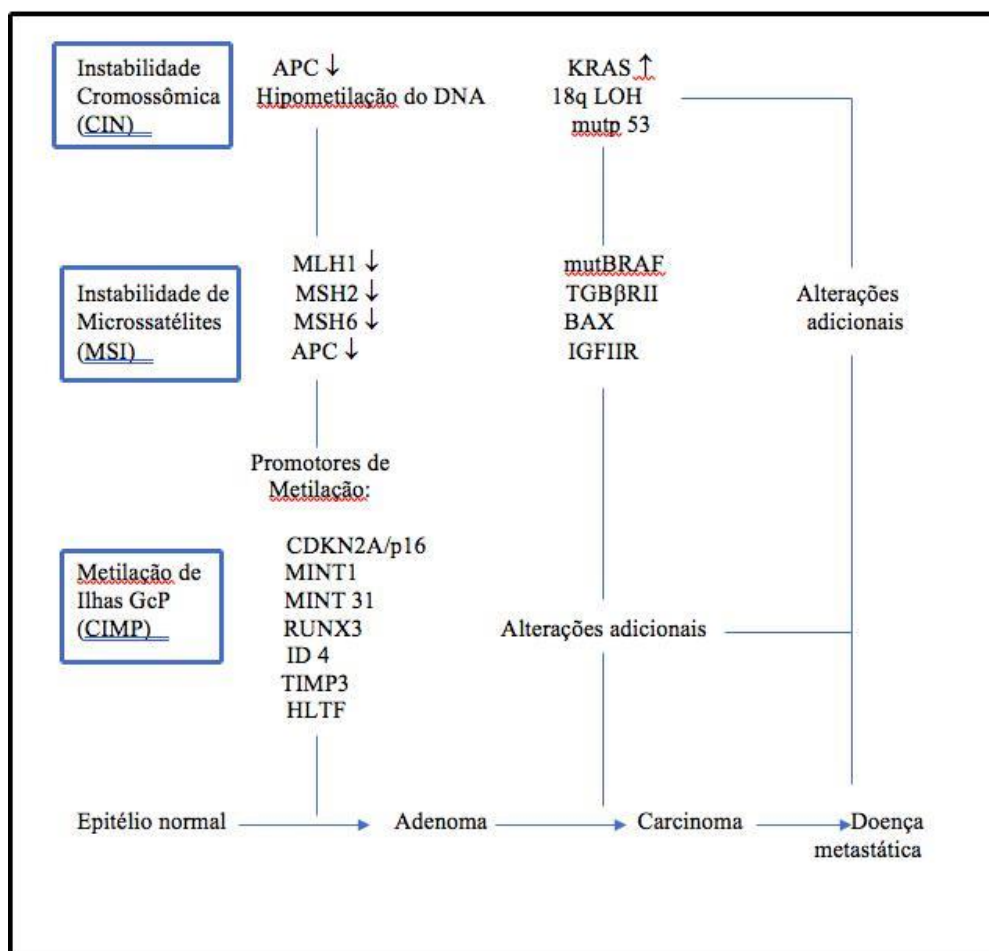 Instabilidade
Cromossômica
(CIN)
APC ↓
Hipometilação do DNA
KRAS ↑
18q LOH
mutp 53
Instabilidade de
Microssatélites
(MSI)
MLH1 ↓
MSH2 ↓
MSH6 ↓
APC ↓
mutBRAF
TGBβRII
BAX
IGFIIR
Alterações
adicionais
Promotores de
Metilação:
Metilação de
Ilhas GcP
(CIMP)
CDKN2A/p16
MINT1
MINT 31
RUNX3
ID 4
TIMP3
HLTF
Alterações adicionais
Epitélio normal
Adenoma
Carcinoma
Doença
metastática